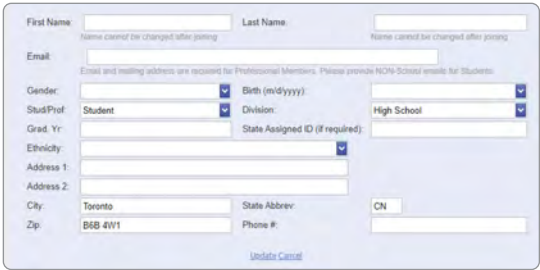 First Name: Last Name:
Name cannot be changed after joining Name cannot be changed after joining
Email:
Email and mailing address are required for Professional Members. Please provide NON-School emails for Students.
Gender: Birth (m/d/yyyy):
Stud/Prof: Student Division: High School
Grad. Yr: State Assigned ID (if required):
Ethnicity:
Address 1:
Address 2:
City: Toronto State Abbrev: CN
Zip: B6B 4W1 Phone #:
Update Cancel